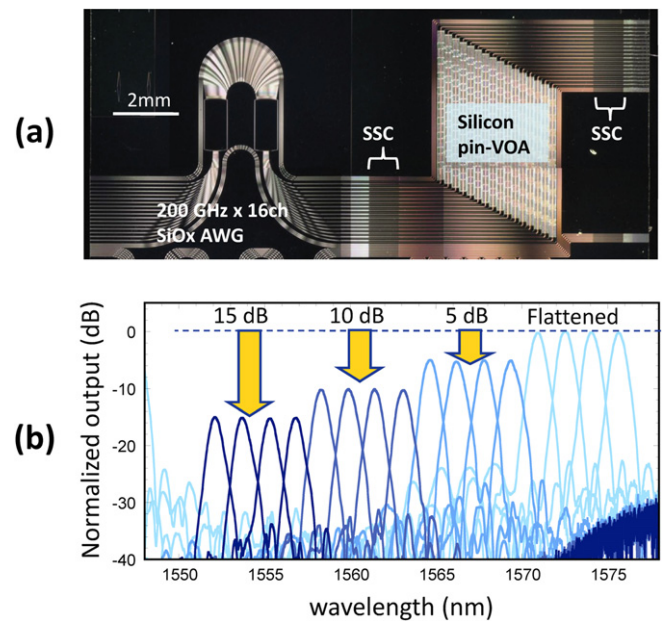 (a)
2mm
SSC
Silicon
pin-VOA
SSC
200 GHz x 16ch
SiOx AWG
(b)
Normalized output (dB)
15 dB
10 dB
5 dB
Flattened
0
-10
-20
-30
-40
1550
1555
1560
1565
1570
1575
wavelength (nm)